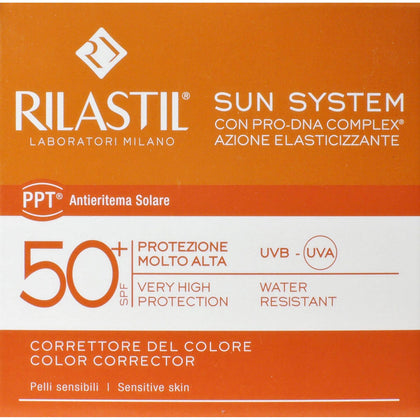 RILASTIL®
LABORATORI MILANO
SUN SYSTEM
CON PRO-DNA COMPLEX®
AZIONE ELASTICIZZANTE
PPT® Antieritema Solare
50+
SPF
PROTEZIONE
MOLTO ALTA
VERY HIGH
PROTECTION
UVB - UVA
WATER
RESISTANT
CORRETTORE DEL COLORE
COLOR CORRECTOR
Pelli sensibili | Sensitive skin